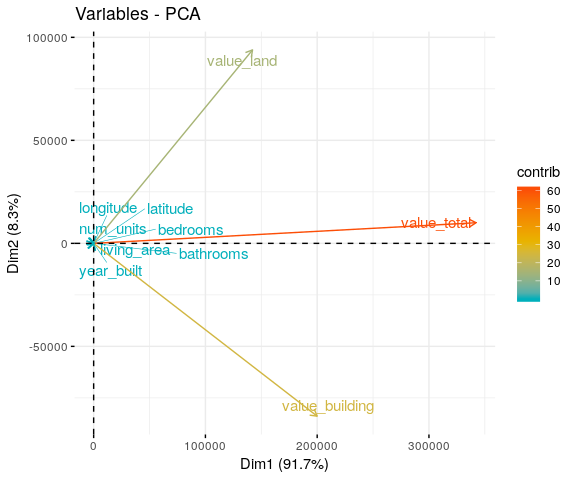 Variables - PCA
100000
50000
0
-50000
Dim2 (8.3%)
value_land
longitude
latitude
num_units
bedrooms
living_area
bathrooms
year_built
value_total
value_building
0
100000
200000
300000
Dim1 (91.7%)
contrib
60
50
40
30
20
10